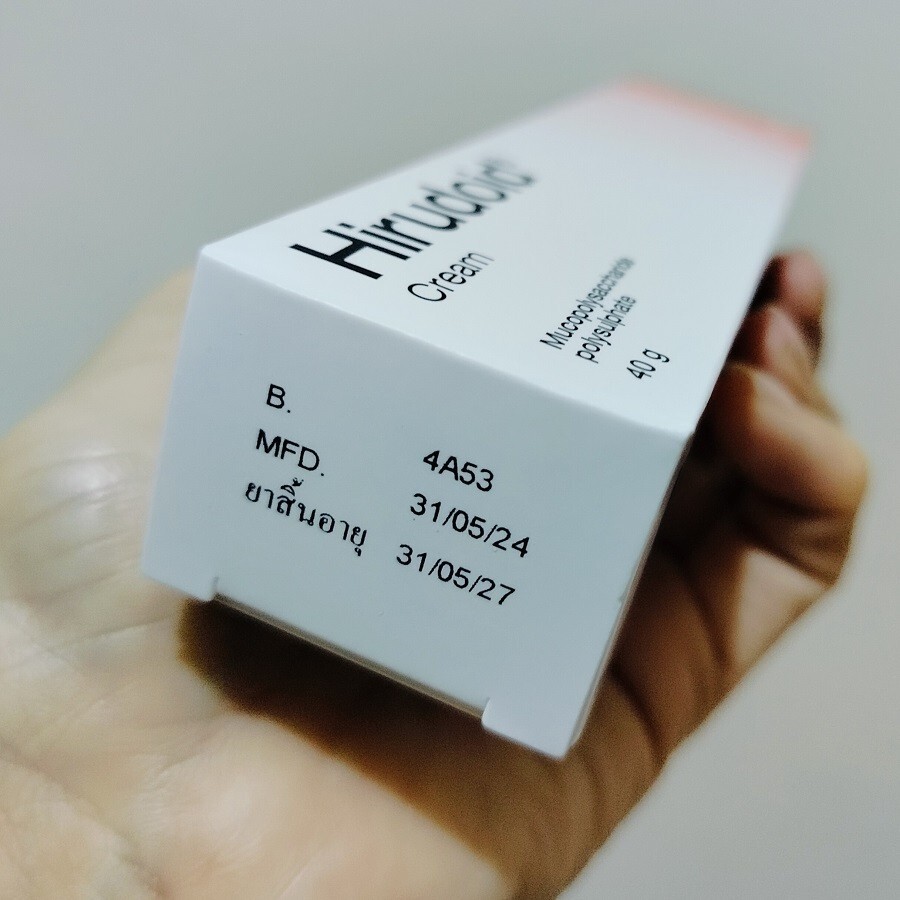 Hirudoid®
Cream
Mucopolysaccharide
polysulphate
40 g
B. 4A53
MFD. 31/05/24
ยาสิ้นอายุ 31/05/27